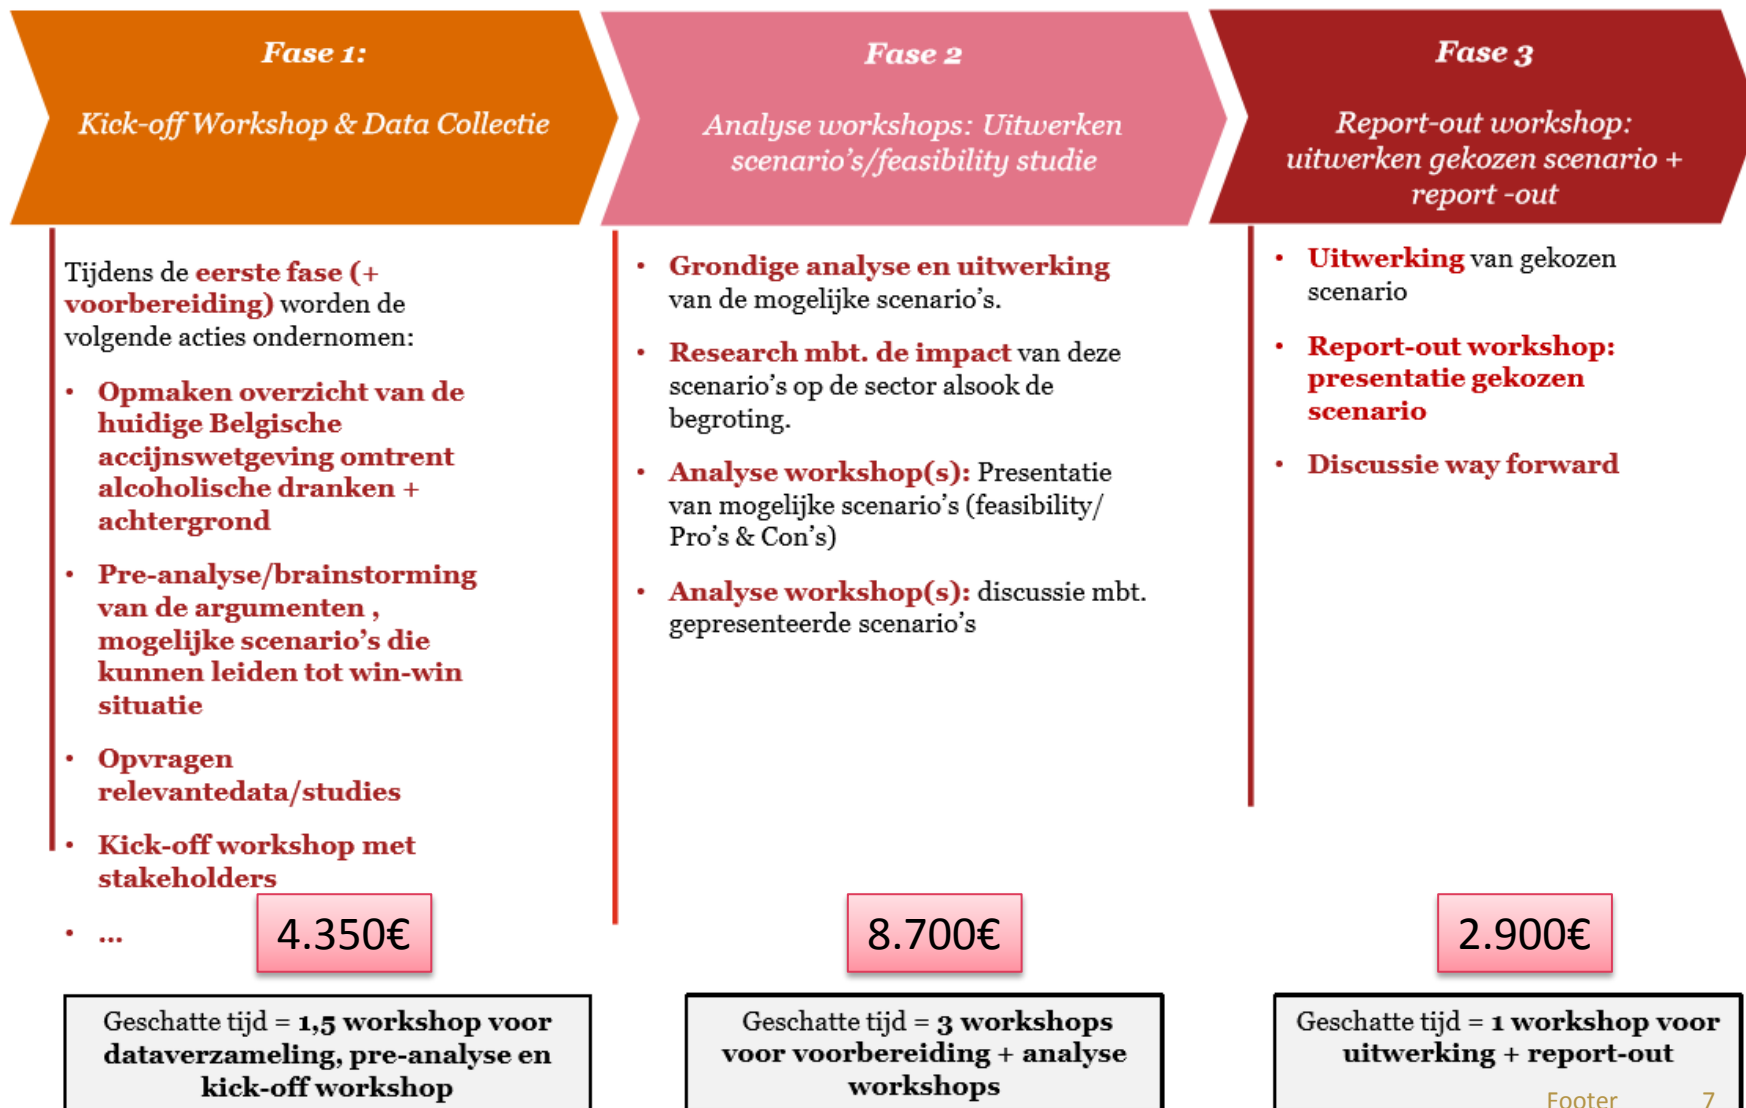 Fase 1:
Kick-off Workshop & Data Collectie
Tijdens de eerste fase (+
voorbereiding) worden de
volgende acties ondernomen:
• Opmaken overzicht van de
huidige Belgische
accijnswetgeving omtrent
alcoholische dranken +
achtergrond
• Pre-analyse/brainstorming
van de argumenten ,
mogelijke scenario’s die
kunnen leiden tot win-win
situatie
• Opvragen
relevantedata/studies
• Kick-off workshop met
stakeholders
• ...
4.350€
Geschatte tijd = 1,5 workshop voor
dataverzameling, pre-analyse en
kick-off workshop
Fase 2
Analyse workshops: Uitwerken
scenario’s/feasibility studie
• Grondige analyse en uitwerking
van de mogelijke scenario’s.
• Research mbt. de impact van deze
scenario’s op de sector alsook de
begroting.
• Analyse workshop(s): Presentatie
van mogelijke scenario’s (feasibility/
Pro’s & Con’s)
• Analyse workshop(s): discussie mbt.
gepresenteerde scenario’s
8.700€
Geschatte tijd = 3 workshops
voor voorbereiding + analyse
workshops
Fase 3
Report-out workshop:
uitwerken gekozen scenario +
report -out
• Uitwerking van gekozen
scenario
• Report-out workshop:
presentatie gekozen
scenario
• Discussie way forward
2.900€
Geschatte tijd = 1 workshop voor
uitwerking + report-out
Footer 7